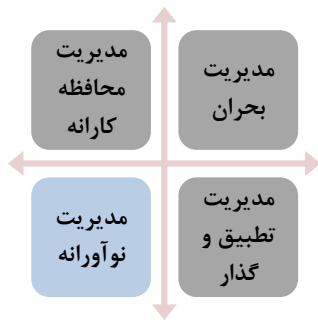 مدیریت
بحران
مدیریت
محافظه
کارانه
مدیریت
تطبیق و
گذار
مدیریت
نوآورانه